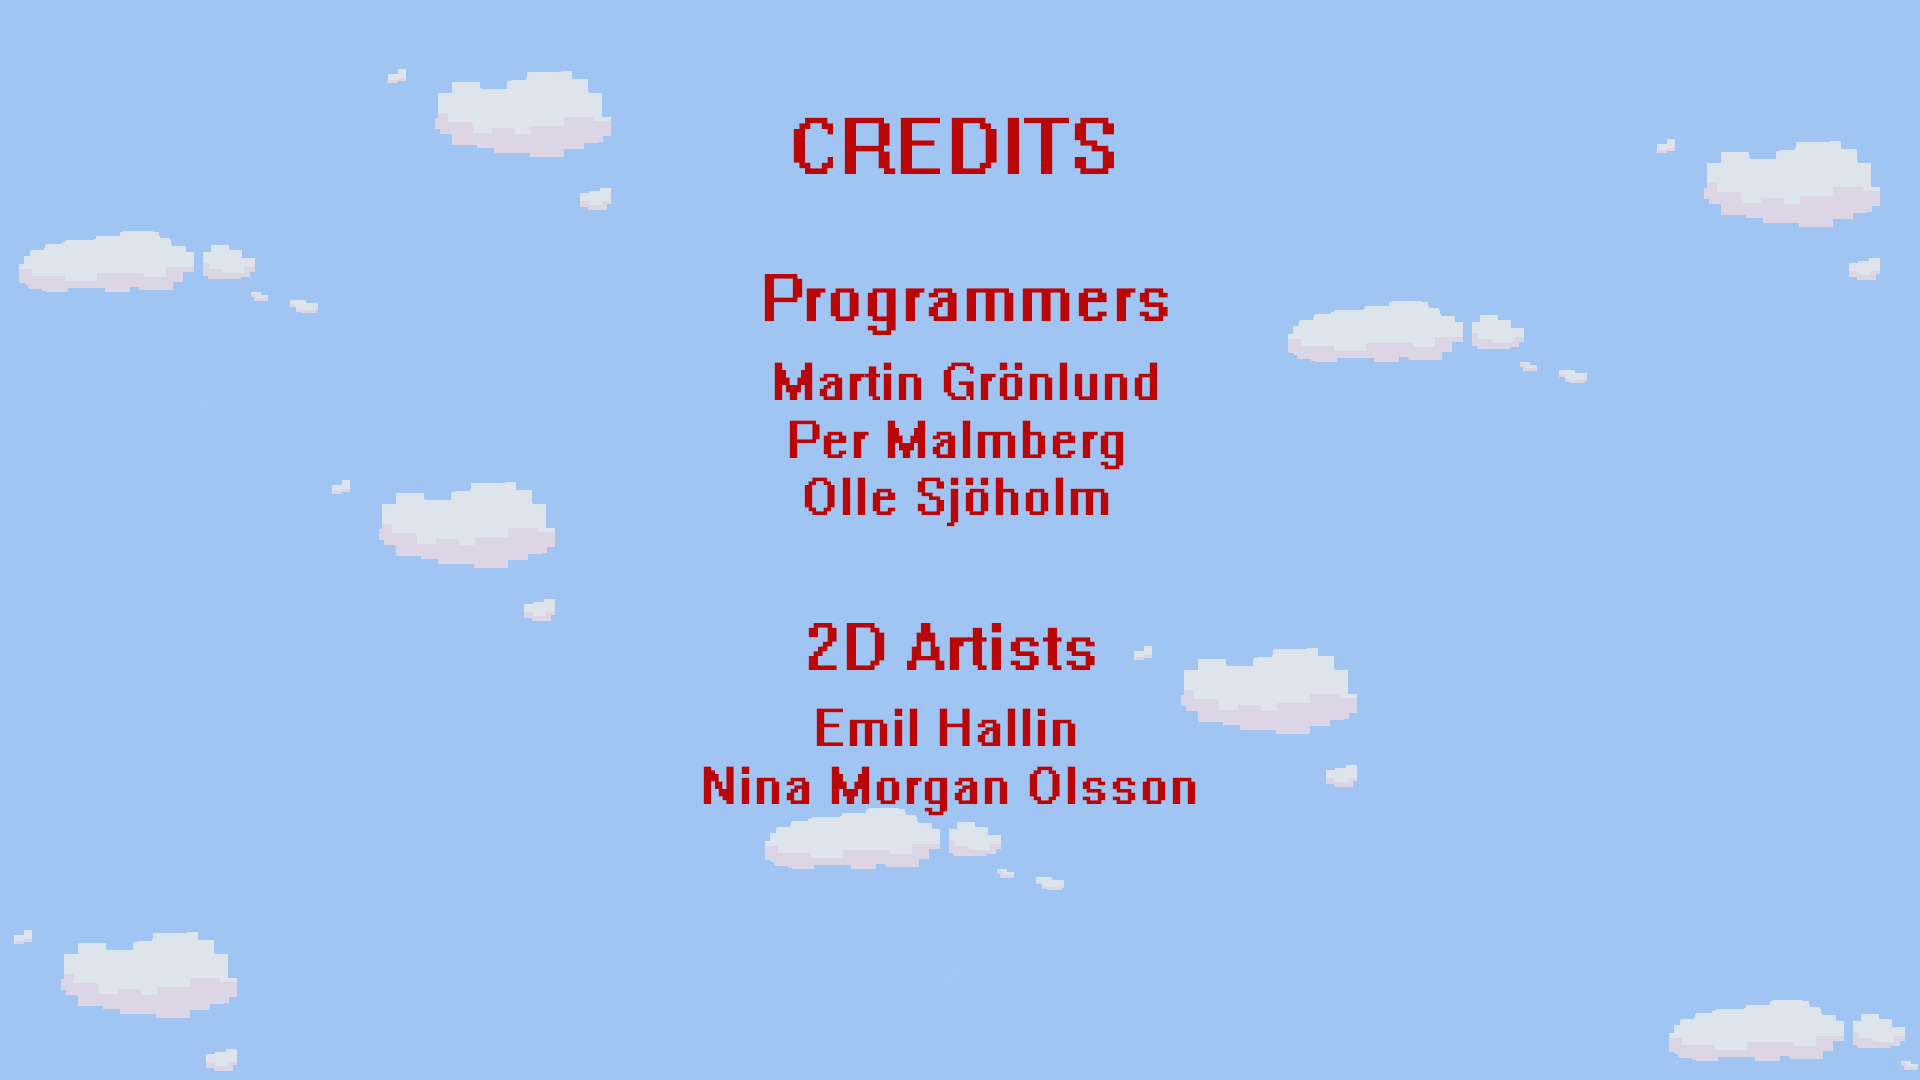 CREDITS
Programmers
Martin Grönlund
Per Malmberg
Olle Sjöholm
2D Artists
Emil Hallin
Nina Morgan Olsson